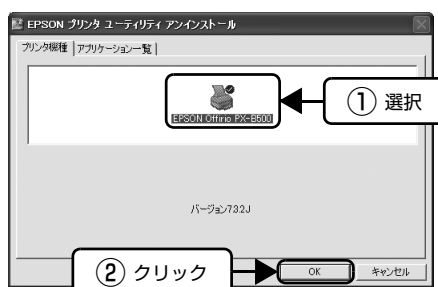 EPSON プリンタ ユーティリティ アンインストール
プリンタ機種 アプリケーション一覧
① 選択
EPSON Offirio PX-B500
バージョン7.3.2J
② クリック
OK キャンセル